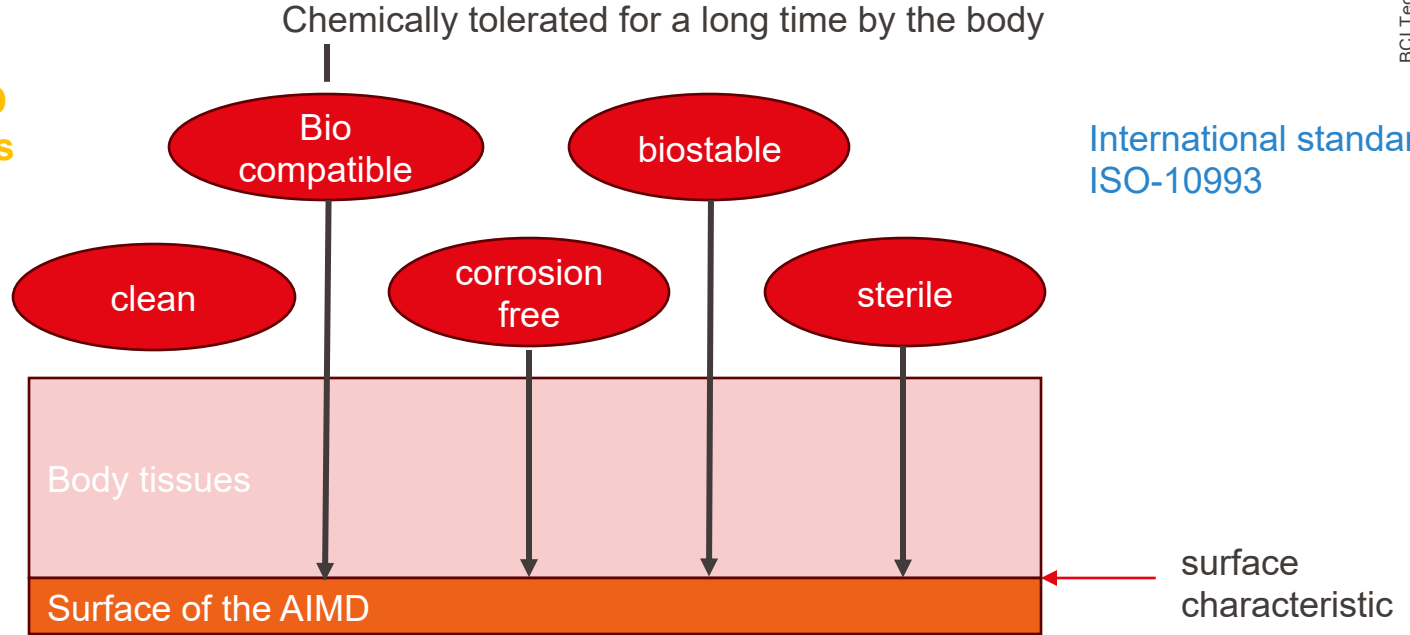 Chemically tolerated for a long time by the body
Bio
compatible
biostable
International standar
ISO-10993
clean
corrosion
free
sterile
Body tissues
surface
characteristic
Surface of the AIMD